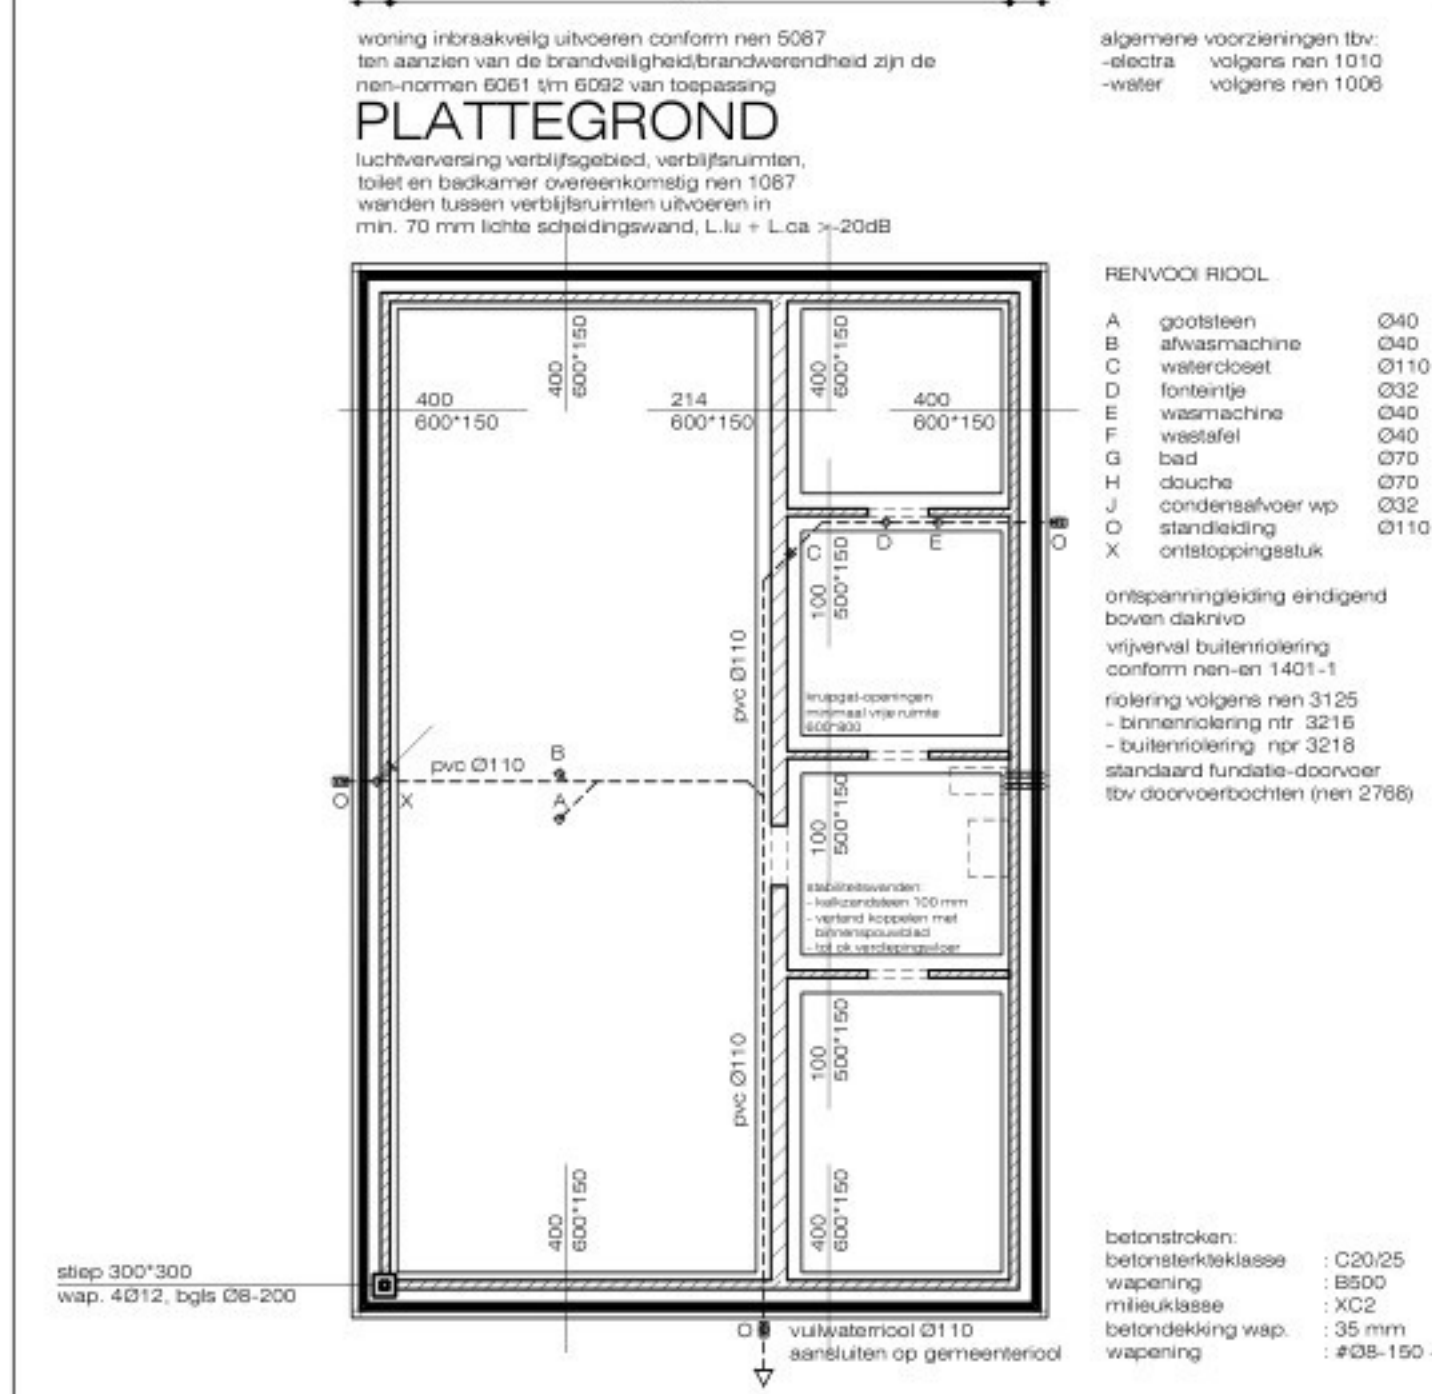 woning inbraakveilg uitvoeren conform nen 5087
ten aanzien van de brandveiligheid/brandwerendheid zijn de
nen-normen 6061 t/m 6092 van toepassing
PLATTEGROND
luchtverversing verblijfsgebied, verblijfsruimten,
toilet en badkamer overeenkomstig nen 1087
wanden tussen verblijfsruimten uitvoeren in
min. 70 mm lichte scheidingswand, L.lu + L.ca >-20dB
algemene voorzieningen tbv:
-electra volgens nen 1010
-water volgens nen 1006
RENVOOI RIOOL
A gootsteen Ø40
B afwasmachine Ø40
C watercloset Ø110
D fonteintje Ø32
E wasmachine Ø40
F wastafel Ø40
G bad Ø70
H douche Ø70
J condensafvoer wp Ø32
O standleiding Ø110
X ontstoppingsstuk
ontspanningleiding eindigend
boven daknivo
vrijverval buitenriolering
conform nen-en 1401-1
riolering volgens nen 3125
- binnenriolering ntr 3216
- buitenriolering npr 3218
standaard fundatie-doorvoer
tbv doorvoerbochten (nen 2768)
400
600*150
400
600*150
400
600*150
214
600*150
400
600*150
C
D
E
O
100
500*150
pvc Ø110
kruipgat-openingen
minimaal vrije ruimte
600*800
B
pvc Ø110
O
X
A
100
500*150
stabiliteitswanden:
- kalkzandsteen 100 mm
- vertand koppelen met
binnenspouwblad
- tot ok verdiepingsvloer
pvc Ø110
100
500*150
400
600*150
400
600*150
stiep 300*300
wap. 4Ø12, bgls Ø8-200
O
vuilwaterriool Ø110
aansluiten op gemeenteriool
betonstroken:
betonsterkteklasse : C20/25
wapening : B500
milieuklasse : XC2
betondekking wap. : 35 mm
wapening : #Ø8-150 -